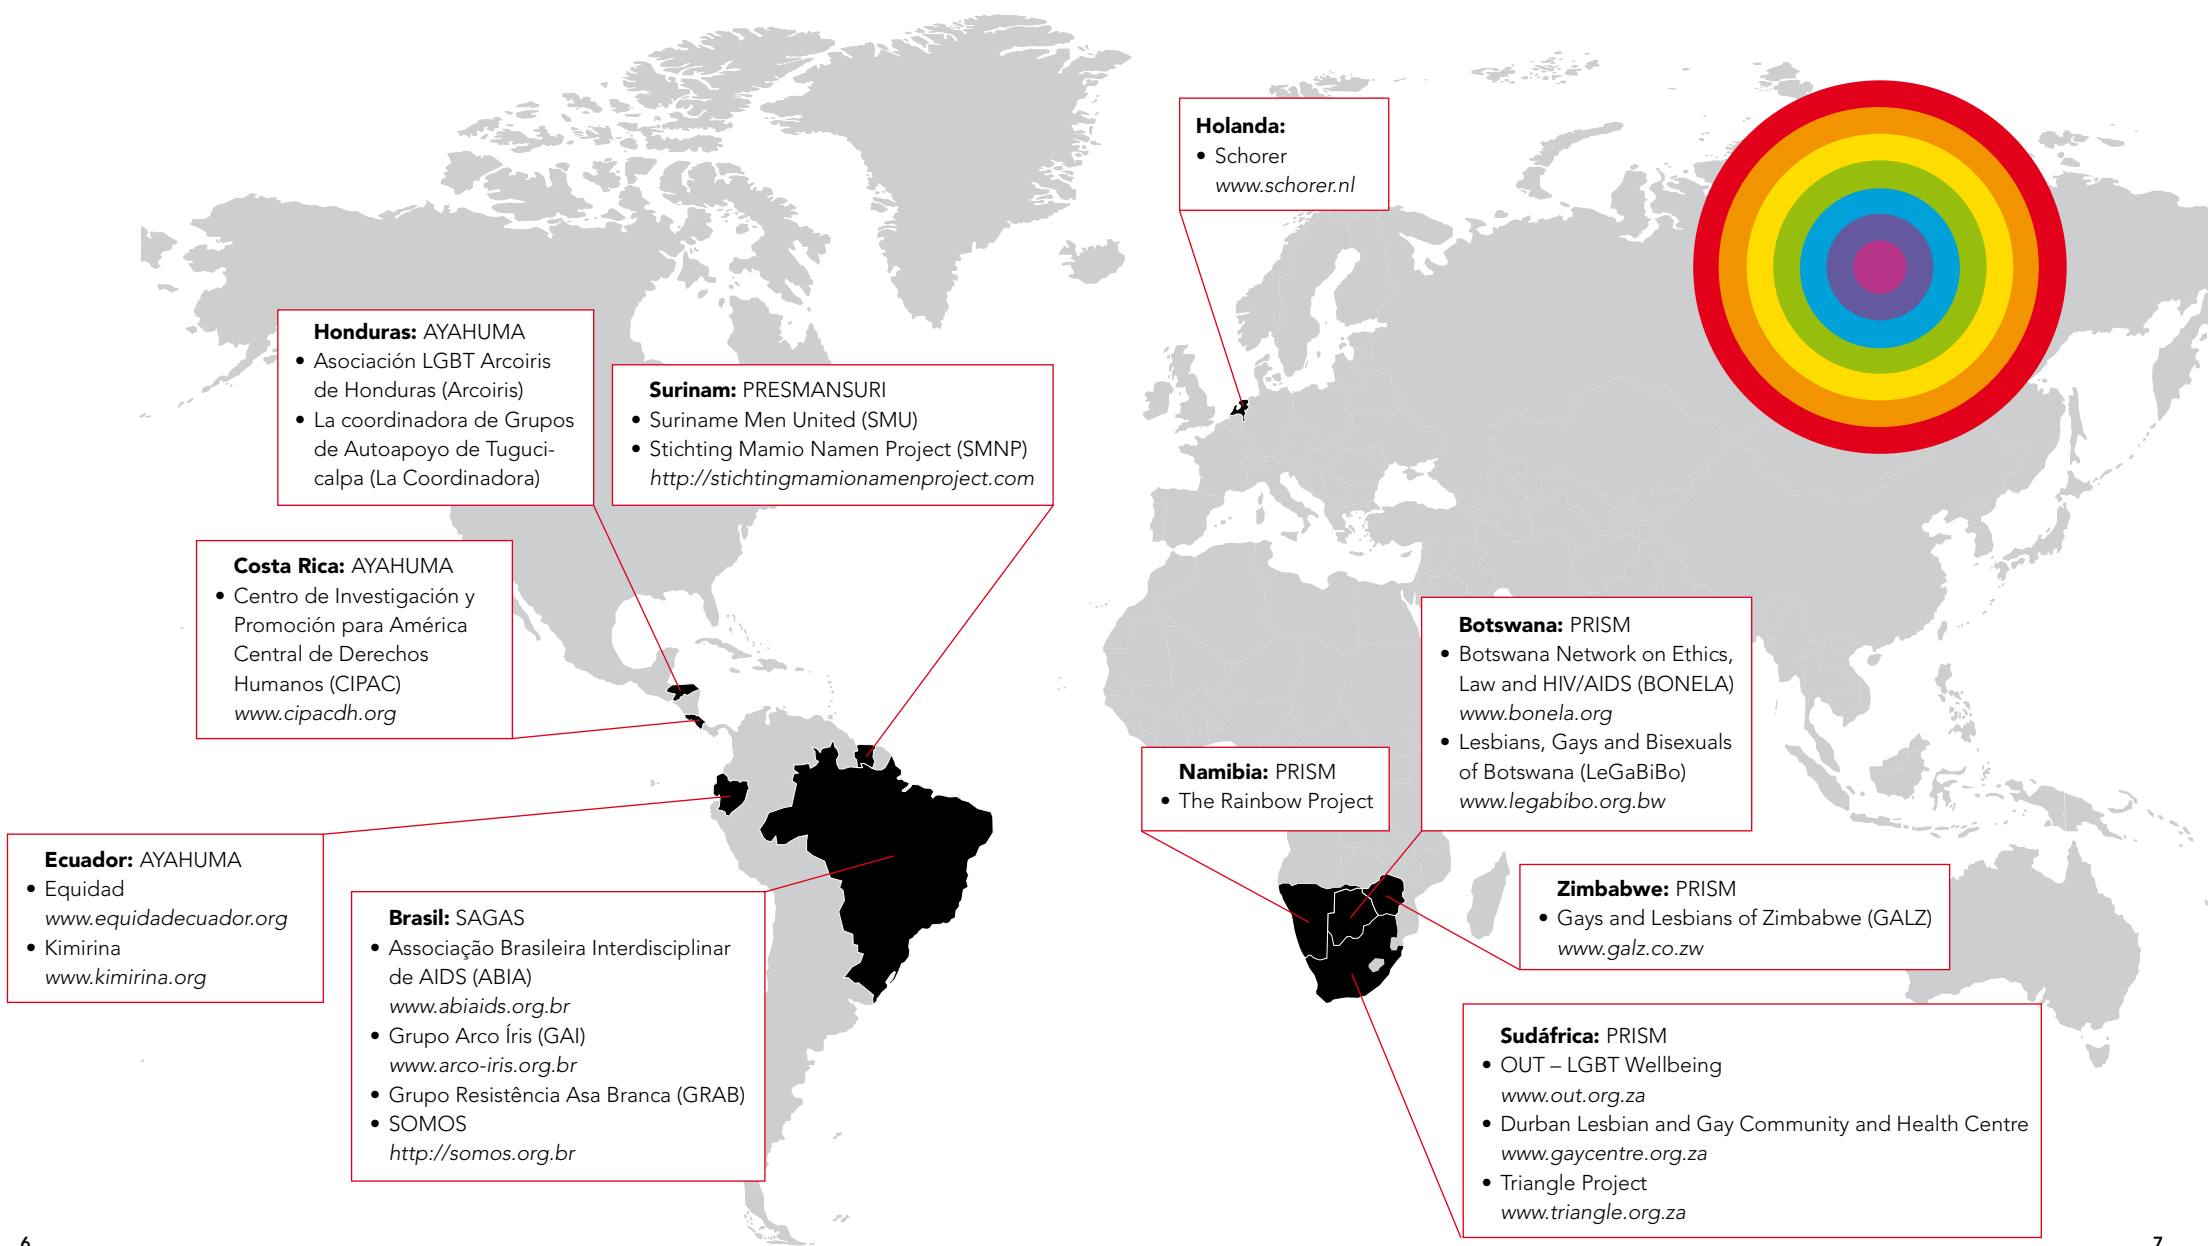 Holanda:
• Schorer
www.schorer.nl
Honduras: AYAHUMA
• Asociación LGBT Arcoiris
de Honduras (Arcoiris)
• La coordinadora de Grupos
de Autoapoyo de Tuguci-
calpa (La Coordinadora)
Surinam: PRESMANSURI
• Suriname Men United (SMU)
• Stichting Mamio Namen Project (SMNP)
http://stichtingmamionamenproject.com
Costa Rica: AYAHUMA
• Centro de Investigación y
Promoción para América
Central de Derechos
Humanos (CIPAC)
www.cipacdh.org
Botswana: PRISM
• Botswana Network on Ethics,
Law and HIV/AIDS (BONELA)
www.bonela.org
• Lesbians, Gays and Bisexuals
of Botswana (LeGaBiBo)
www.legabibo.org.bw
Namibia: PRISM
• The Rainbow Project
Ecuador: AYAHUMA
• Equidad
www.equidadecuador.org
• Kimirina
www.kimirina.org
Brasil: SAGAS
• Associação Brasileira Interdisciplinar
de AIDS (ABIA)
www.abiaids.org.br
• Grupo Arco Íris (GAI)
www.arco-iris.org.br
• Grupo Resistência Asa Branca (GRAB)
• SOMOS
http://somos.org.br
Zimbabwe: PRISM
• Gays and Lesbians of Zimbabwe (GALZ)
www.galz.co.zw
Sudáfrica: PRISM
• OUT – LGBT Wellbeing
www.out.org.za
• Durban Lesbian and Gay Community and Health Centre
www.gaycentre.org.za
• Triangle Project
www.triangle.org.za
6
7